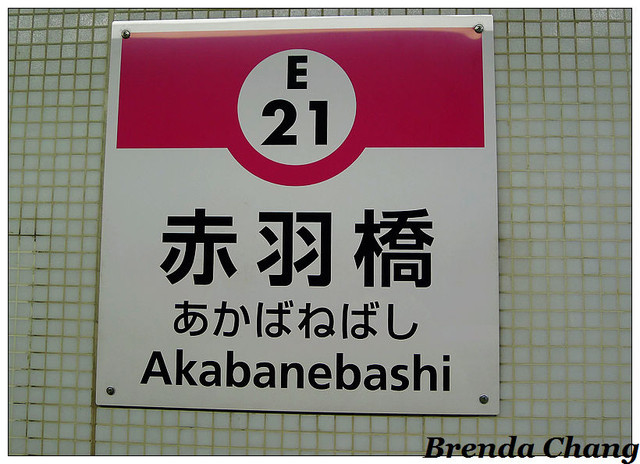 E
21
赤羽橋
あかばねばし
Akabanebashi
Brenda Chang